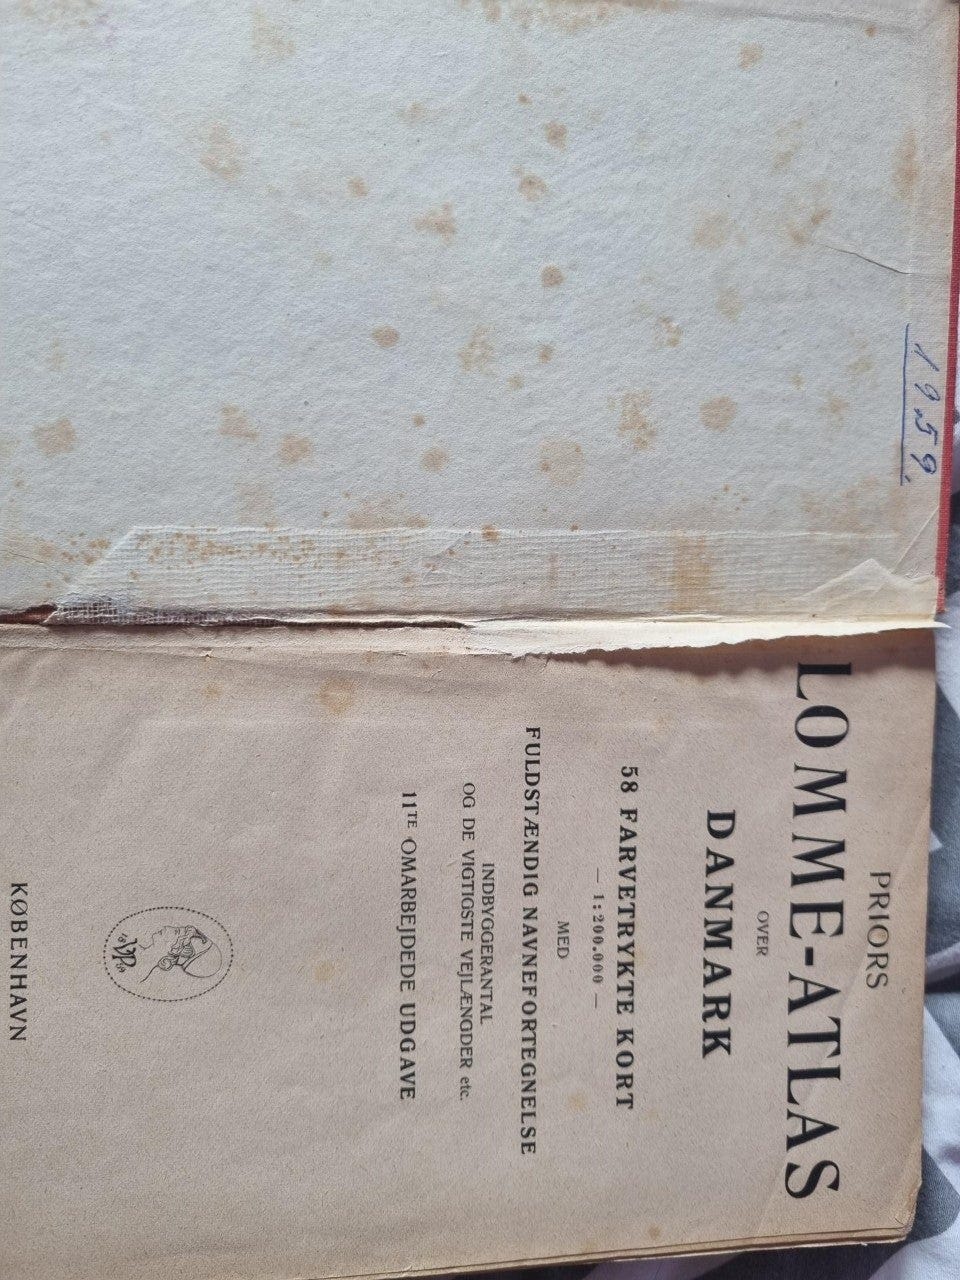 1959.
PRIORS
LOMME-ATLAS
OVER
DANMARK
58 FARVETRYKTE KORT
— 1:200.000 —
MED
FULDSTÆNDIG NAVNEFORTEGNELSE
INDBYGGERANTAL
OG DE VIGTIGSTE VEJLÆNGDER etc.
11TE OMARBEJDEDE UDGAVE
KØBENHAVN